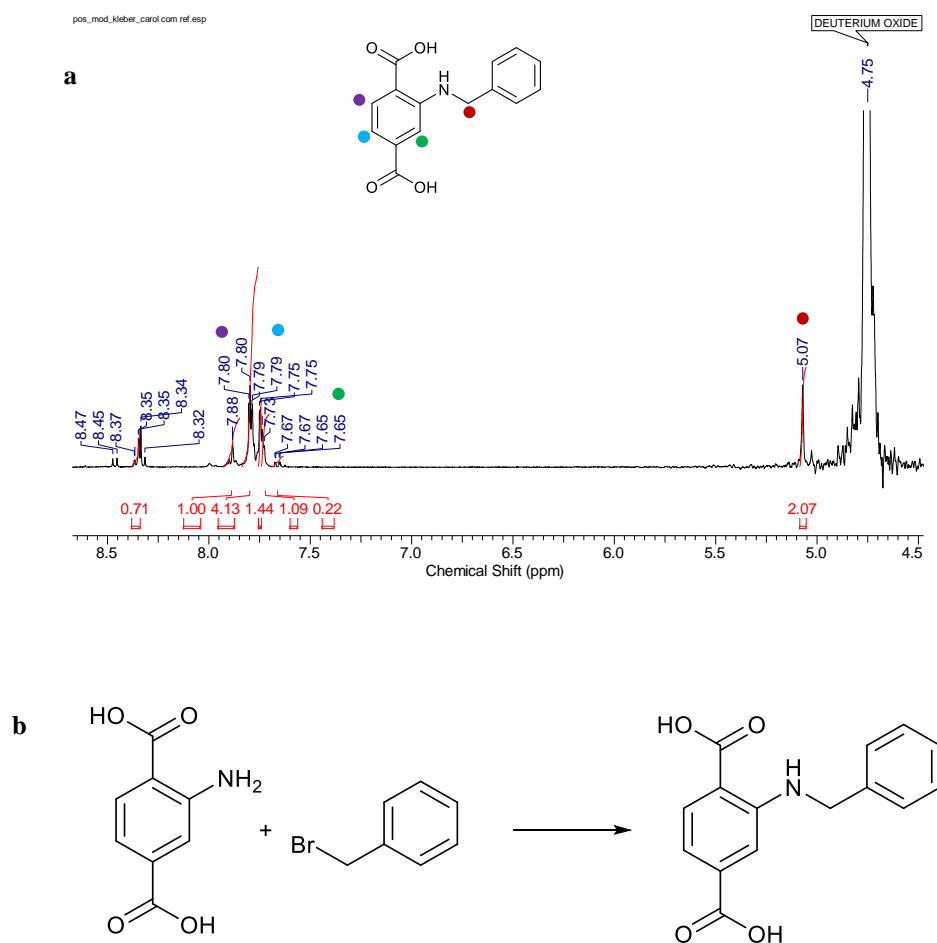 pos_mod_kleber_carol com ref.esp
DEUTERIUM OXIDE
a
O
OH
H
N
O
OH
4.75
8.47
8.45
8.37
8.35
8.35
8.34
8.32
7.88
7.80
7.80
7.79
7.79
7.75
7.75
7.73
7.67
7.67
7.65
7.65
5.07
0.71 1.00 4.13 1.44 1.09 0.22 2.07
8.5 8.0 7.5 7.0 6.5 6.0 5.5 5.0 4.5
Chemical Shift (ppm)
b
HO O
NH2
O OH
+
Br
HO O
H
N
O OH